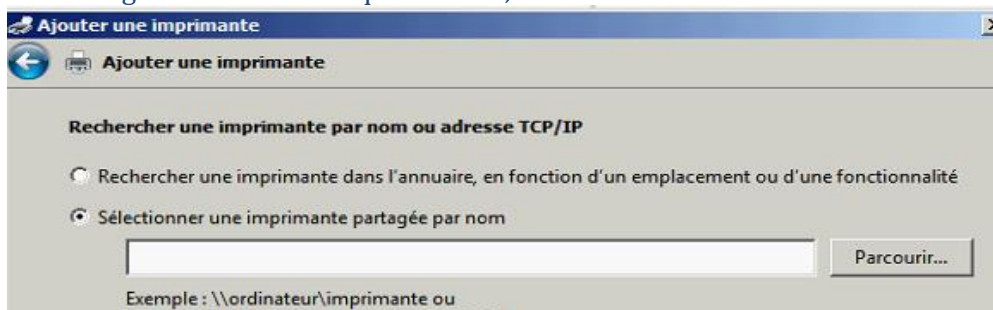 Ajouter une imprimante
Ajouter une imprimante
Rechercher une imprimante par nom ou adresse TCP/IP
Rechercher une imprimante dans l'annuaire, en fonction d'un emplacement ou d'une fonctionnalité
Sélectionner une imprimante partagée par nom
Parcourir...
Exemple : \\ordinateur\imprimante ou